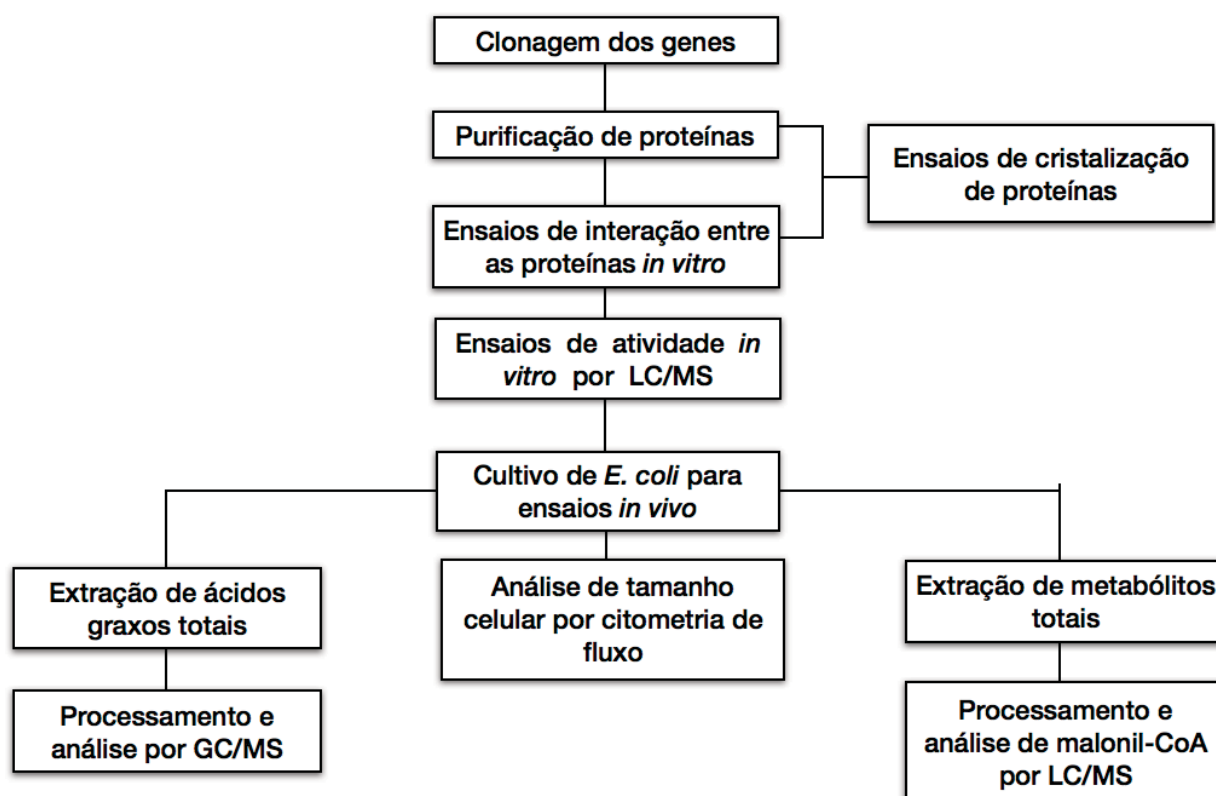 Clonagem dos genes
Purificação de proteínas
Ensaios de cristalização
de proteínas
Ensaios de interação entre
as proteínas in vitro
Ensaios de atividade in
vitro por LC/MS
Cultivo de E. coli para
ensaios in vivo
Extração de ácidos
graxos totais
Análise de tamanho
celular por citometria de
fluxo
Extração de metabólitos
totais
Processamento e
análise por GC/MS
Processamento e
análise de malonil-CoA
por LC/MS